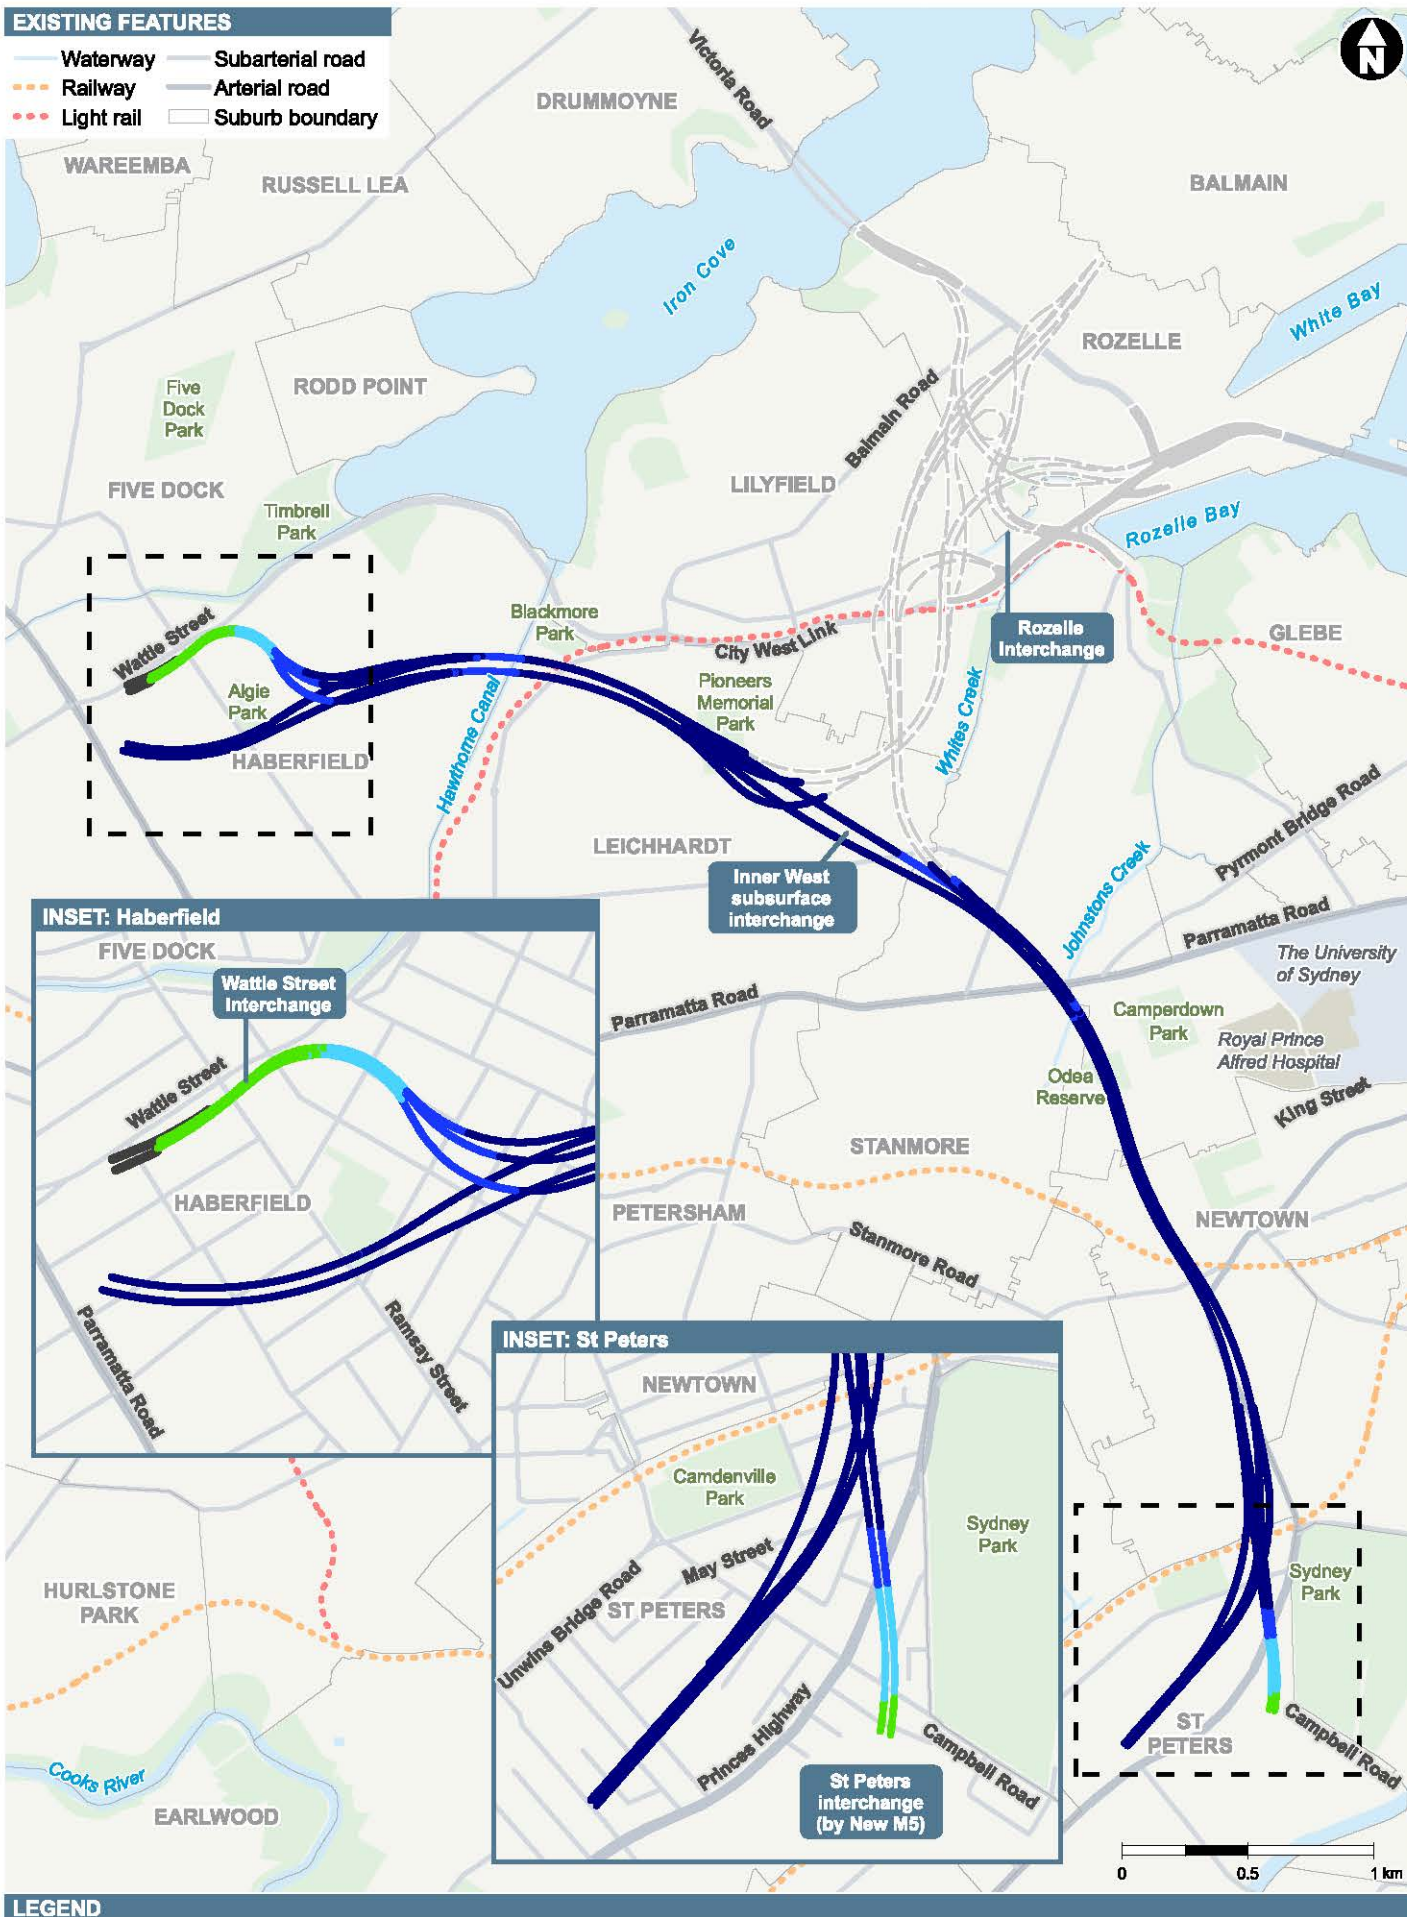 EXISTING FEATURES
Waterway
Subarterial road
Railway
Arterial road
Light rail
Suburb boundary
N
Victoria Road
DRUMMOYNE
WAREEMBA
RUSSELL LEA
BALMAIN
Iron Cove
White Bay
ROZELLE
RODD POINT
Five
Dock
Park
Balmain Road
FIVE DOCK
LILYFIELD
Timbrell
Park
Rozelle Bay
Wattle Street
Blackmore
Park
City West Link
Rozelle
Interchange
GLEBE
Algie
Park
Pioneers
Memorial
Park
Whites Creek
HABERFIELD
Hawthorne Canal
LEICHHARDT
Inner West
subsurface
interchange
Pyrmont Bridge Road
Johnstons Creek
Parramatta Road
The University
of Sydney
Parramatta Road
Camperdown
Park
Royal Prince
Alfred Hospital
Odea
Reserve
King Street
STANMORE
PETERSHAM
NEWTOWN
Stanmore Road
INSET: Haberfield
FIVE DOCK
Wattle Street
Interchange
Wattle Street
HABERFIELD
Parramatta Road
Ramsay Street
INSET: St Peters
NEWTOWN
Camdenville
Park
Sydney
Park
May Street
Unwins Bridge Road
ST PETERS
Princes Highway
Campbell Road
St Peters
interchange
(by New M5)
Sydney
Park
ST
PETERS
Campbell Road
HURLSTONE
PARK
Cooks River
EARLWOOD
0
0.5
1 km
LEGEND